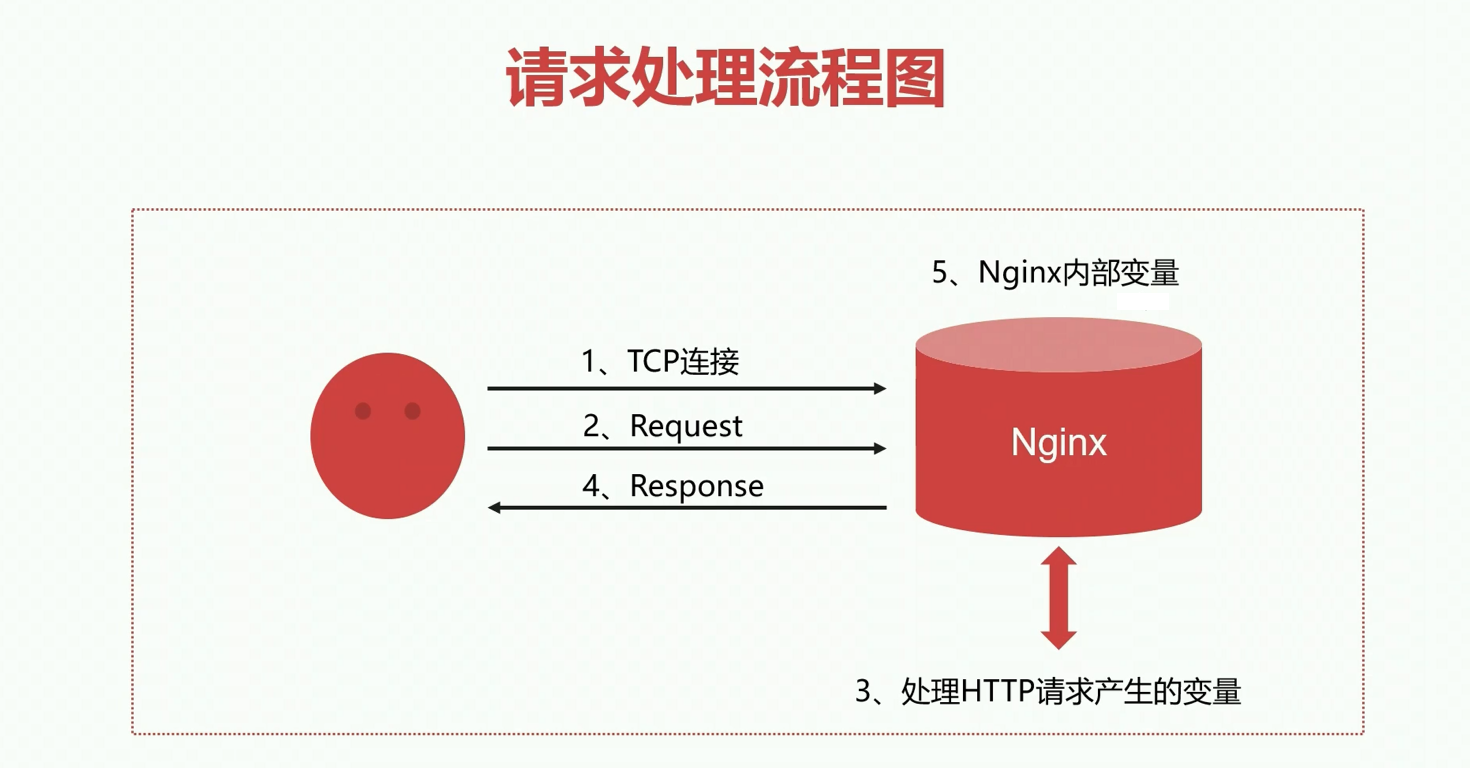 请求处理流程图
5、Nginx内部变量
1、TCP连接
2、Request
4、Response
Nginx
3、处理HTTP请求产生的变量